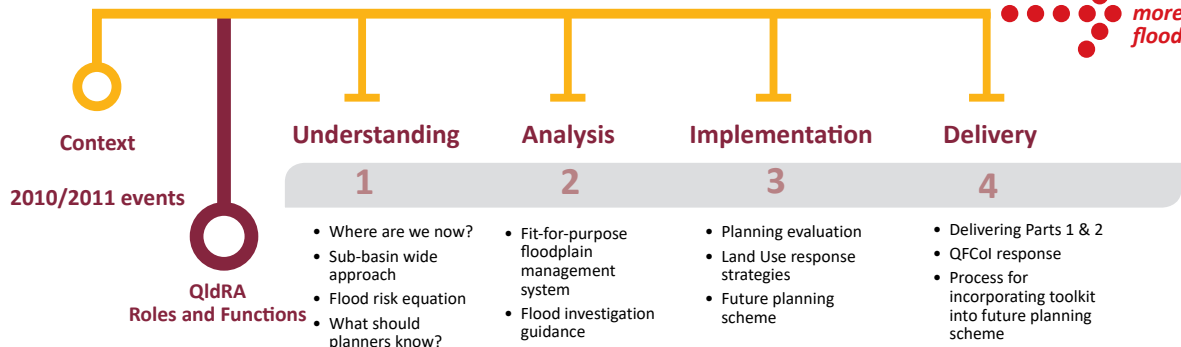 more
flood
Context
2010/2011 events
QldRA
Roles and Functions
Understanding
1
• Where are we now?
• Sub-basin wide
approach
• Flood risk equation
• What should
planners know?
Analysis
2
• Fit-for-purpose
floodplain
management
system
• Flood investigation
guidance
Implementation
3
• Planning evaluation
• Land Use response
strategies
• Future planning
scheme
Delivery
4
• Delivering Parts 1 & 2
• QFCoI response
• Process for
incorporating toolkit
into future planning
scheme